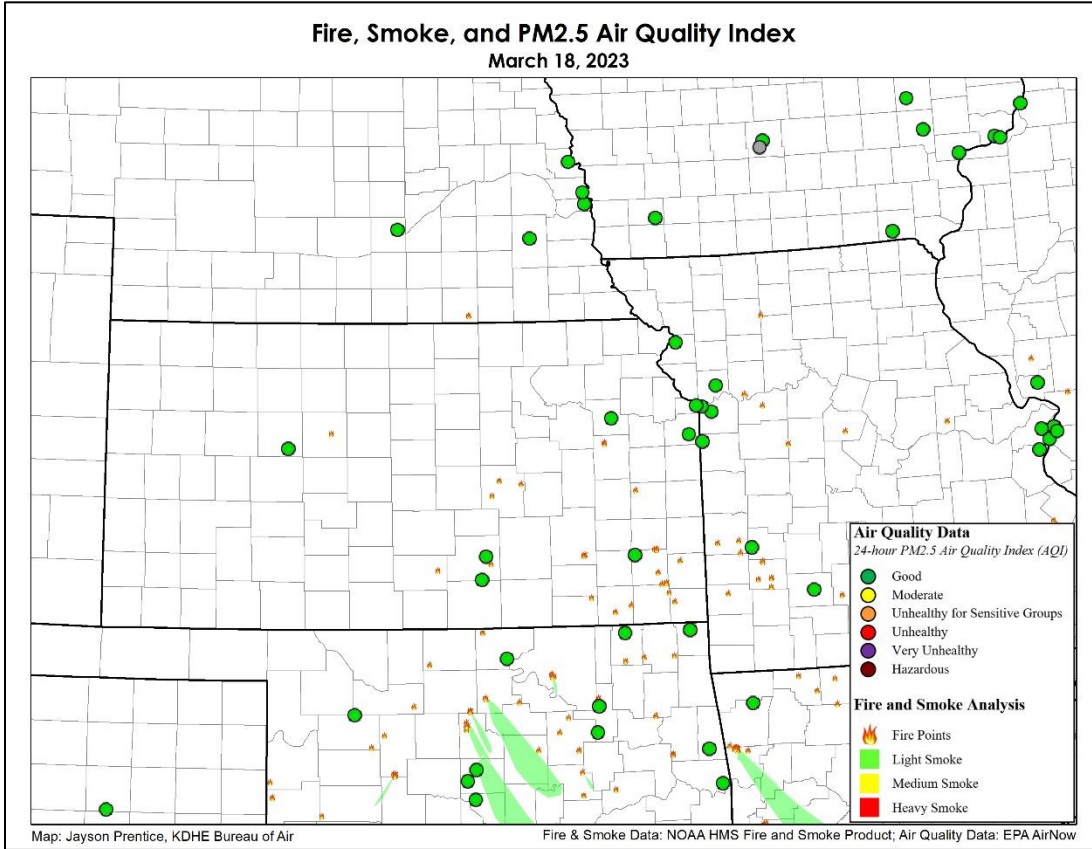 Fire, Smoke, and PM2.5 Air Quality Index
March 18, 2023
Air Quality Data
24-hour PM2.5 Air Quality Index (AQI)
Good
Moderate
Unhealthy for Sensitive Groups
Unhealthy
Very Unhealthy
Hazardous
Fire and Smoke Analysis
Fire Points
Light Smoke
Medium Smoke
Heavy Smoke
Map: Jayson Prentice, KDHE Bureau of Air
Fire & Smoke Data: NOAA HMS Fire and Smoke Product; Air Quality Data: EPA AirNow